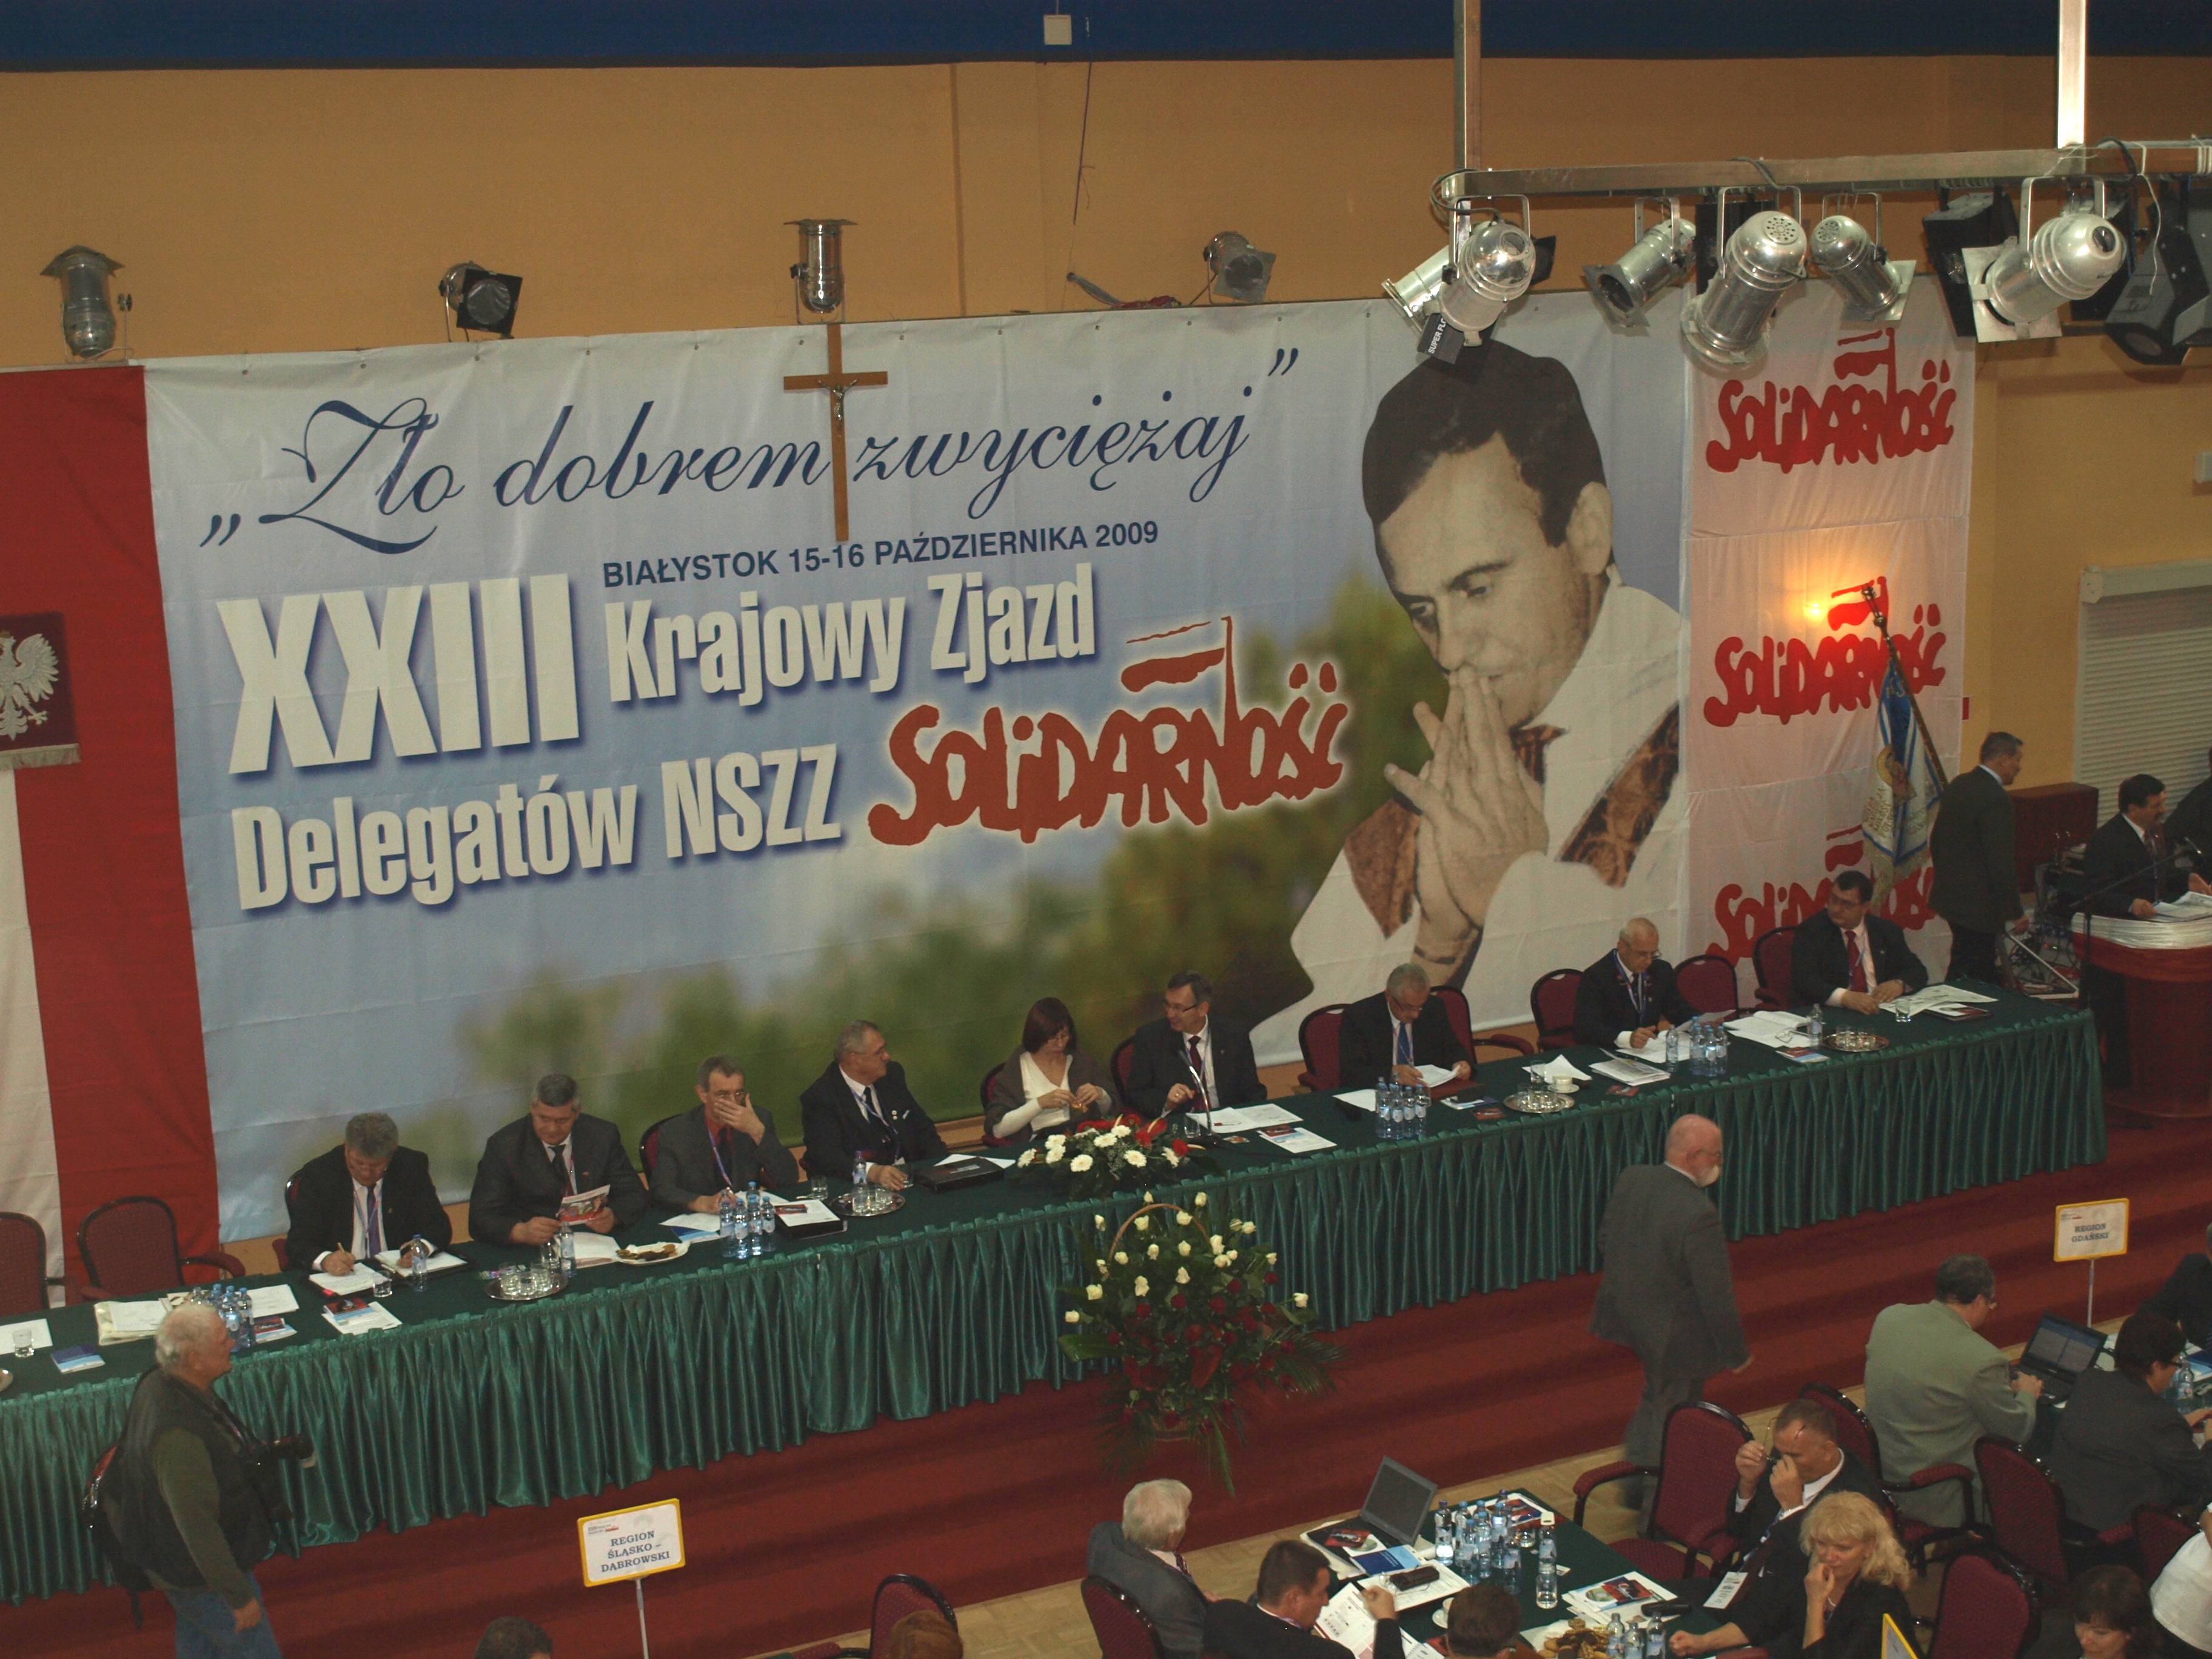 „Zło dobrem zwyciężaj”
BIAŁYSTOK 15-16 PAŹDZIERNIKA 2009
XXIII Krajowy Zjazd
Delegatów NSZZ SOLIDARNOŚĆ
SOLIDARNOŚĆ
SOLIDARNOŚĆ
SOLIDARNOŚĆ
REGION
GDAŃSKI
REGION
ŚLĄSKO –
DĄBROWSKI